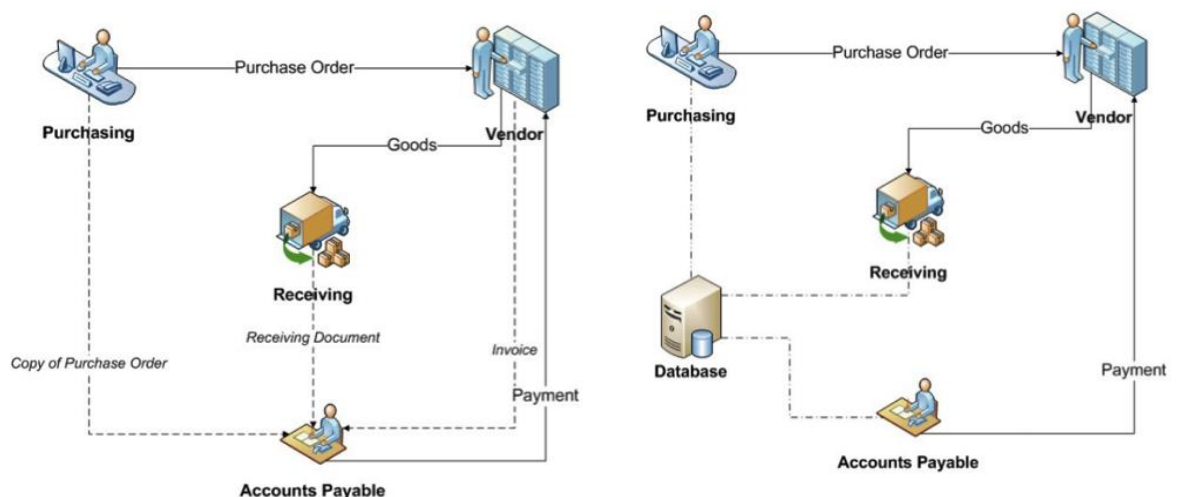 Purchase Order
Purchasing
Vendor
Goods
Receiving
Receiving Document
Invoice
Copy of Purchase Order
Payment
Accounts Payable
Purchase Order
Purchasing
Vendor
Goods
Receiving
Database
Payment
Accounts Payable